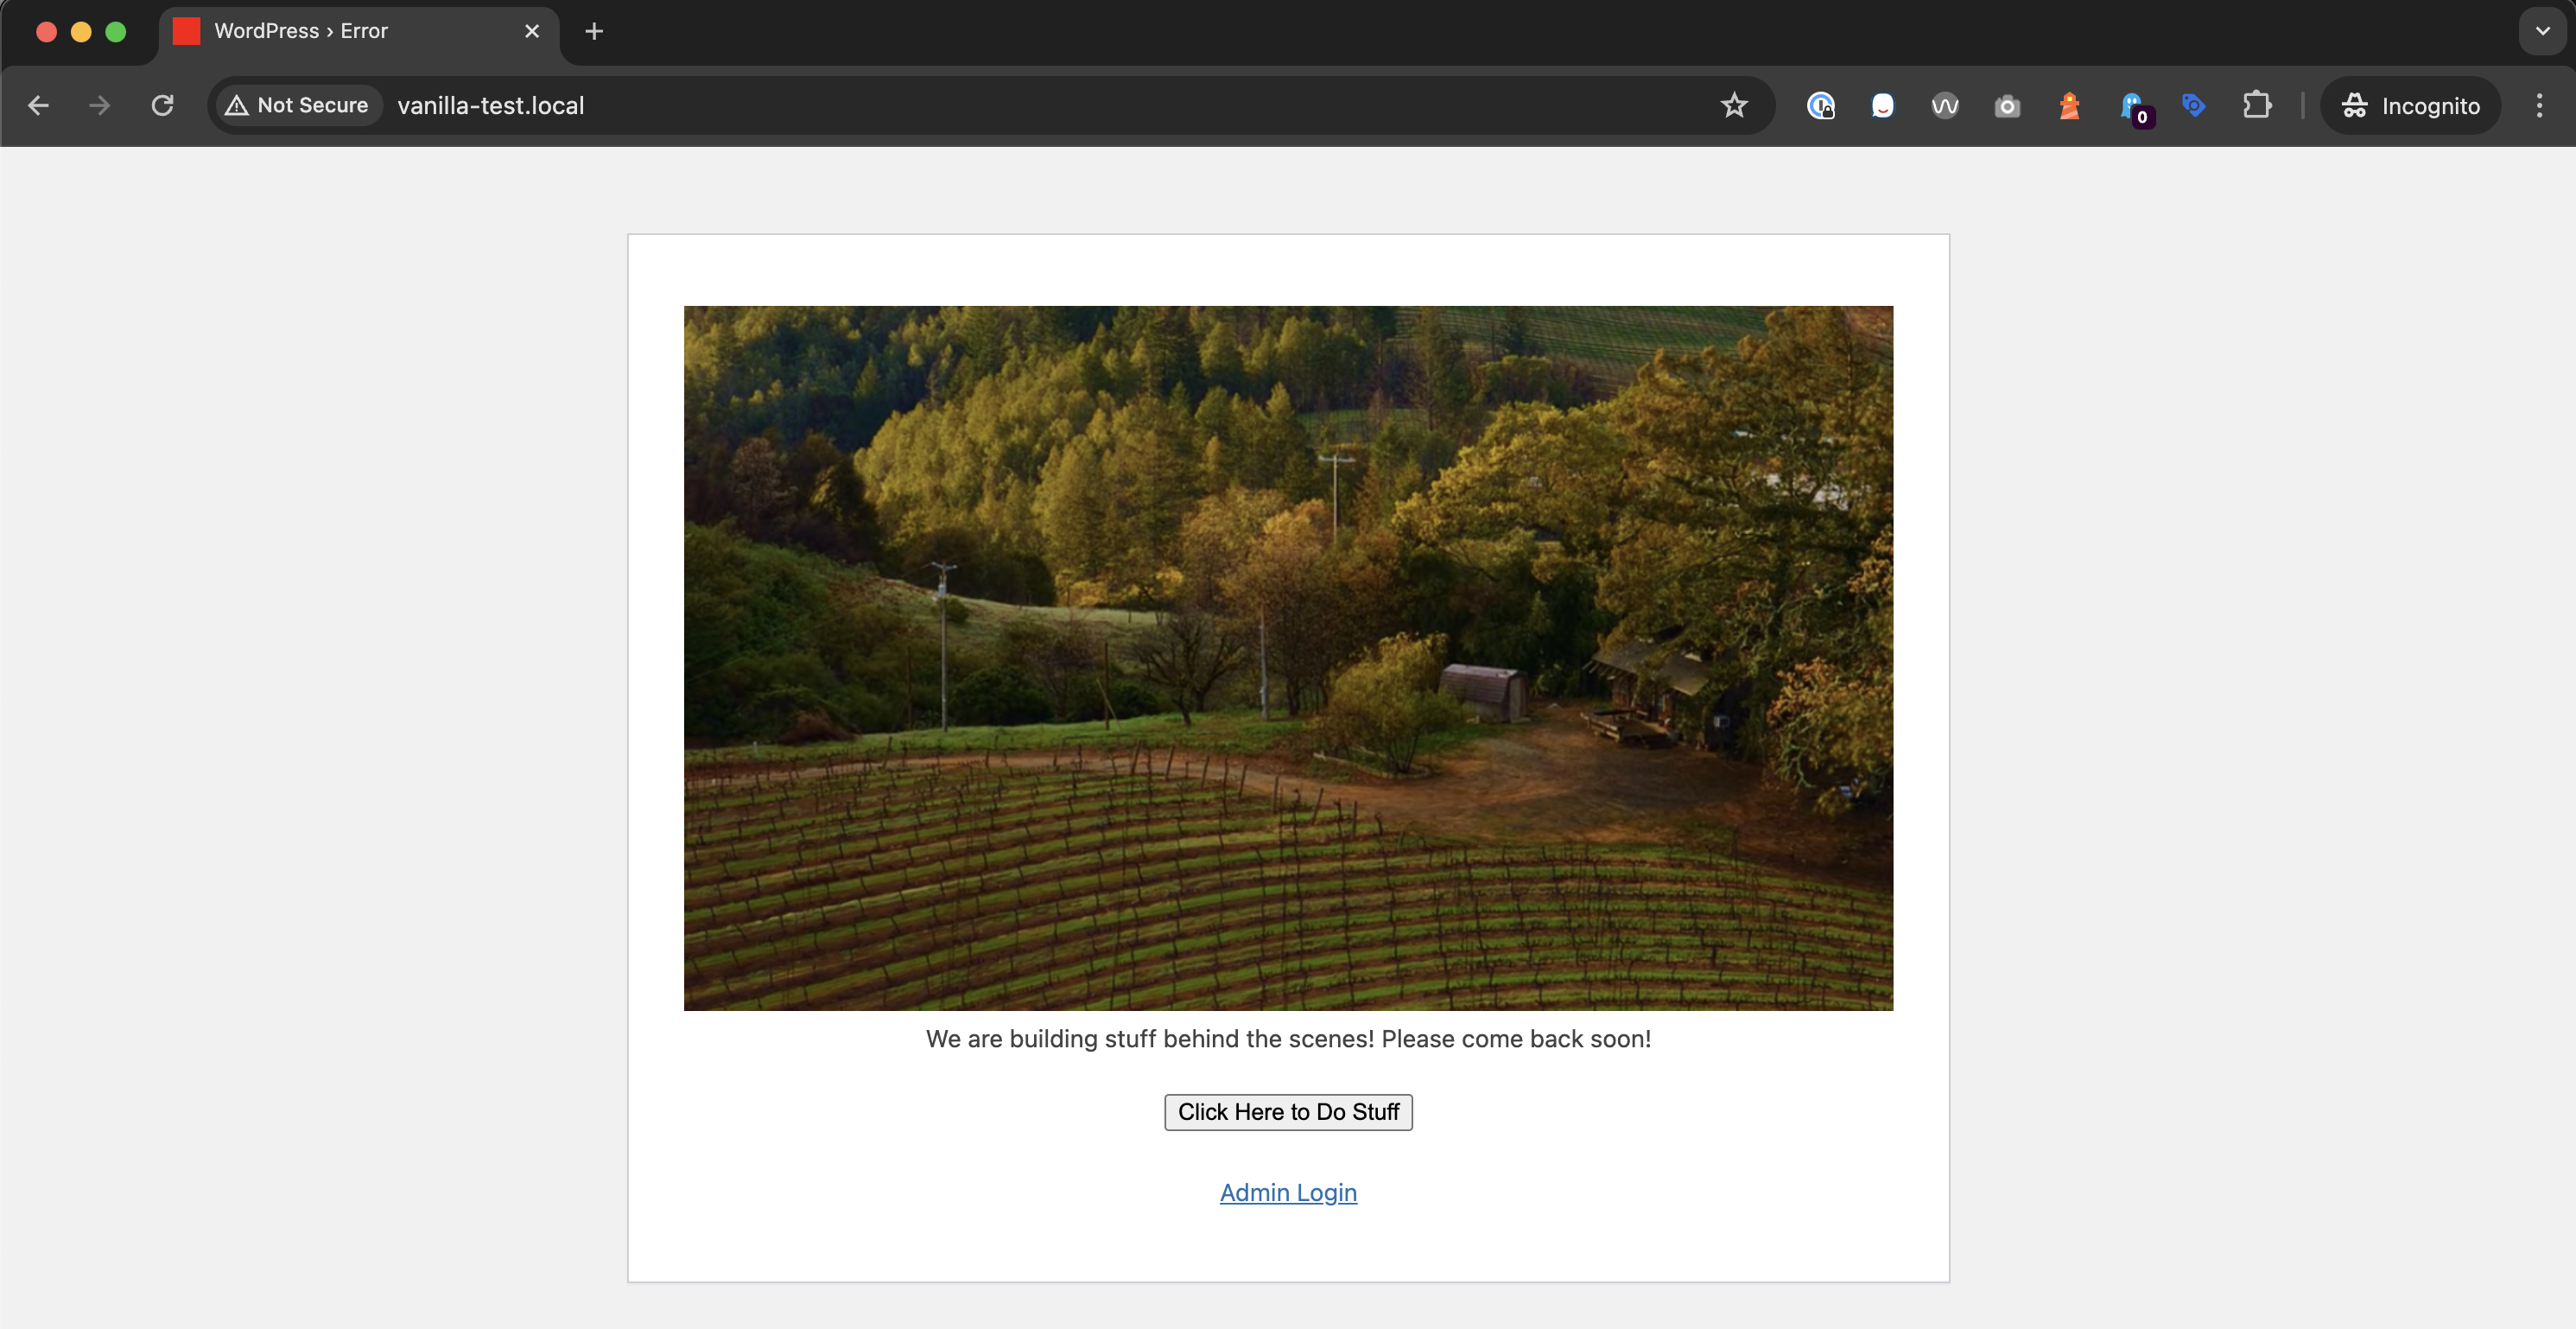 WordPress › Error
Not Secure
vanilla-test.local
0
Incognito
We are building stuff behind the scenes! Please come back soon!
Click Here to Do Stuff
Admin Login